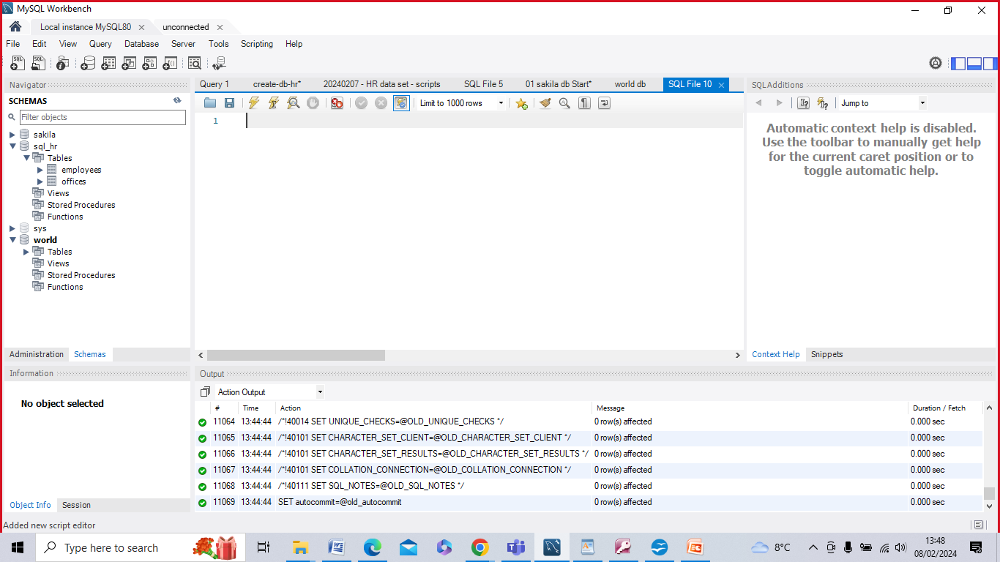 MySQL Workbench
Local instance MySQL80
unconnected
File Edit View Query Database Server Tools Scripting Help
Navigator
SCHEMAS
Filter objects
sakila
sql_hr
Tables
employees
offices
Views
Stored Procedures
Functions
sys
world
Tables
Views
Stored Procedures
Functions
Administration Schemas
Information
No object selected
Object Info Session
Query 1 create-db-hr* 20240207 - HR data set - scripts SQL File 5 01 sakila db Start* world db SQL File 10
Limit to 1000 rows
1
SQLAdditions
Jump to
Automatic context help is disabled.
Use the toolbar to manually get help
for the current caret position or to
toggle automatic help.
Context Help Snippets
Output
Action Output
# Time Action Message Duration / Fetch
11064 13:44:44 /*!40014 SET UNIQUE_CHECKS=@OLD_UNIQUE_CHECKS */ 0 row(s) affected 0.000 sec
11065 13:44:44 /*!40101 SET CHARACTER_SET_CLIENT=@OLD_CHARACTER_SET_CLIENT */ 0 row(s) affected 0.000 sec
11066 13:44:44 /*!40101 SET CHARACTER_SET_RESULTS=@OLD_CHARACTER_SET_RESULTS */ 0 row(s) affected 0.000 sec
11067 13:44:44 /*!40101 SET COLLATION_CONNECTION=@OLD_COLLATION_CONNECTION */ 0 row(s) affected 0.000 sec
11068 13:44:44 /*!40111 SET SQL_NOTES=@OLD_SQL_NOTES */ 0 row(s) affected 0.000 sec
11069 13:44:44 SET autocommit=@old_autocommit 0 row(s) affected 0.000 sec
Added new script editor
Type here to search
8°C
13:48
08/02/2024